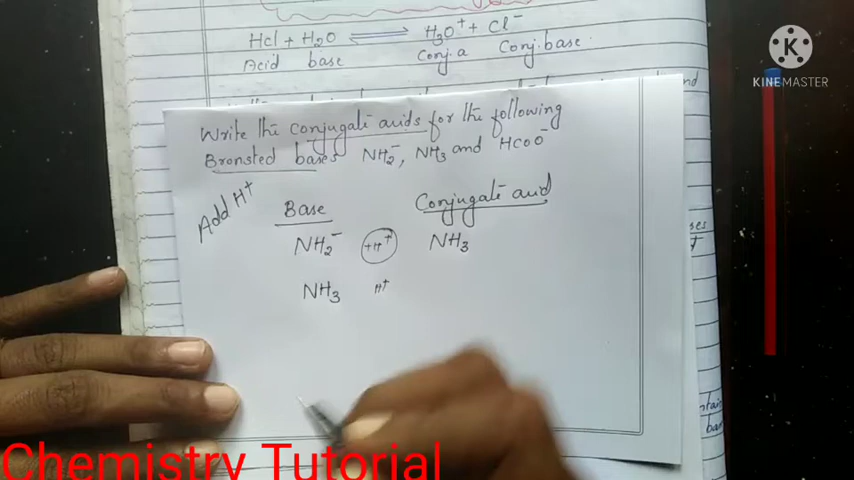 HCl + H2O ⇌ H3O+ + Cl-
Acid base conj.a Conj.base.
KINEMASTER
Write the conjugate acids for the following
Bronsted bases NH2-, NH3 and HCOO-
Add H+
Base Conjugate acid
NH2- +H+ NH3
NH3 H+
Chemistry Tutorial